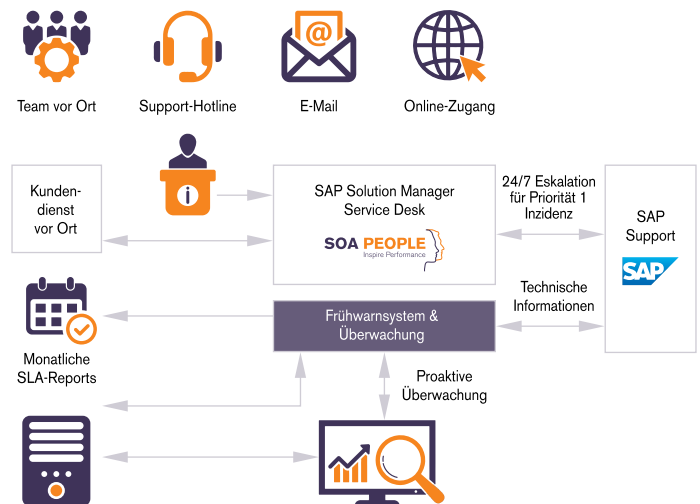 Team vor Ort
Support-Hotline
E-Mail
Online-Zugang
Kunden-
dienst
vor Ort
SAP Solution Manager
Service Desk
SOA PEOPLE
Inspire Performance
24/7 Eskalation
für Priorität 1
Inzidenz
SAP
Support
SAP
Technische
Informationen
Frühwarnsystem &
Überwachung
Monatliche
SLA-Reports
Proaktive
Überwachung